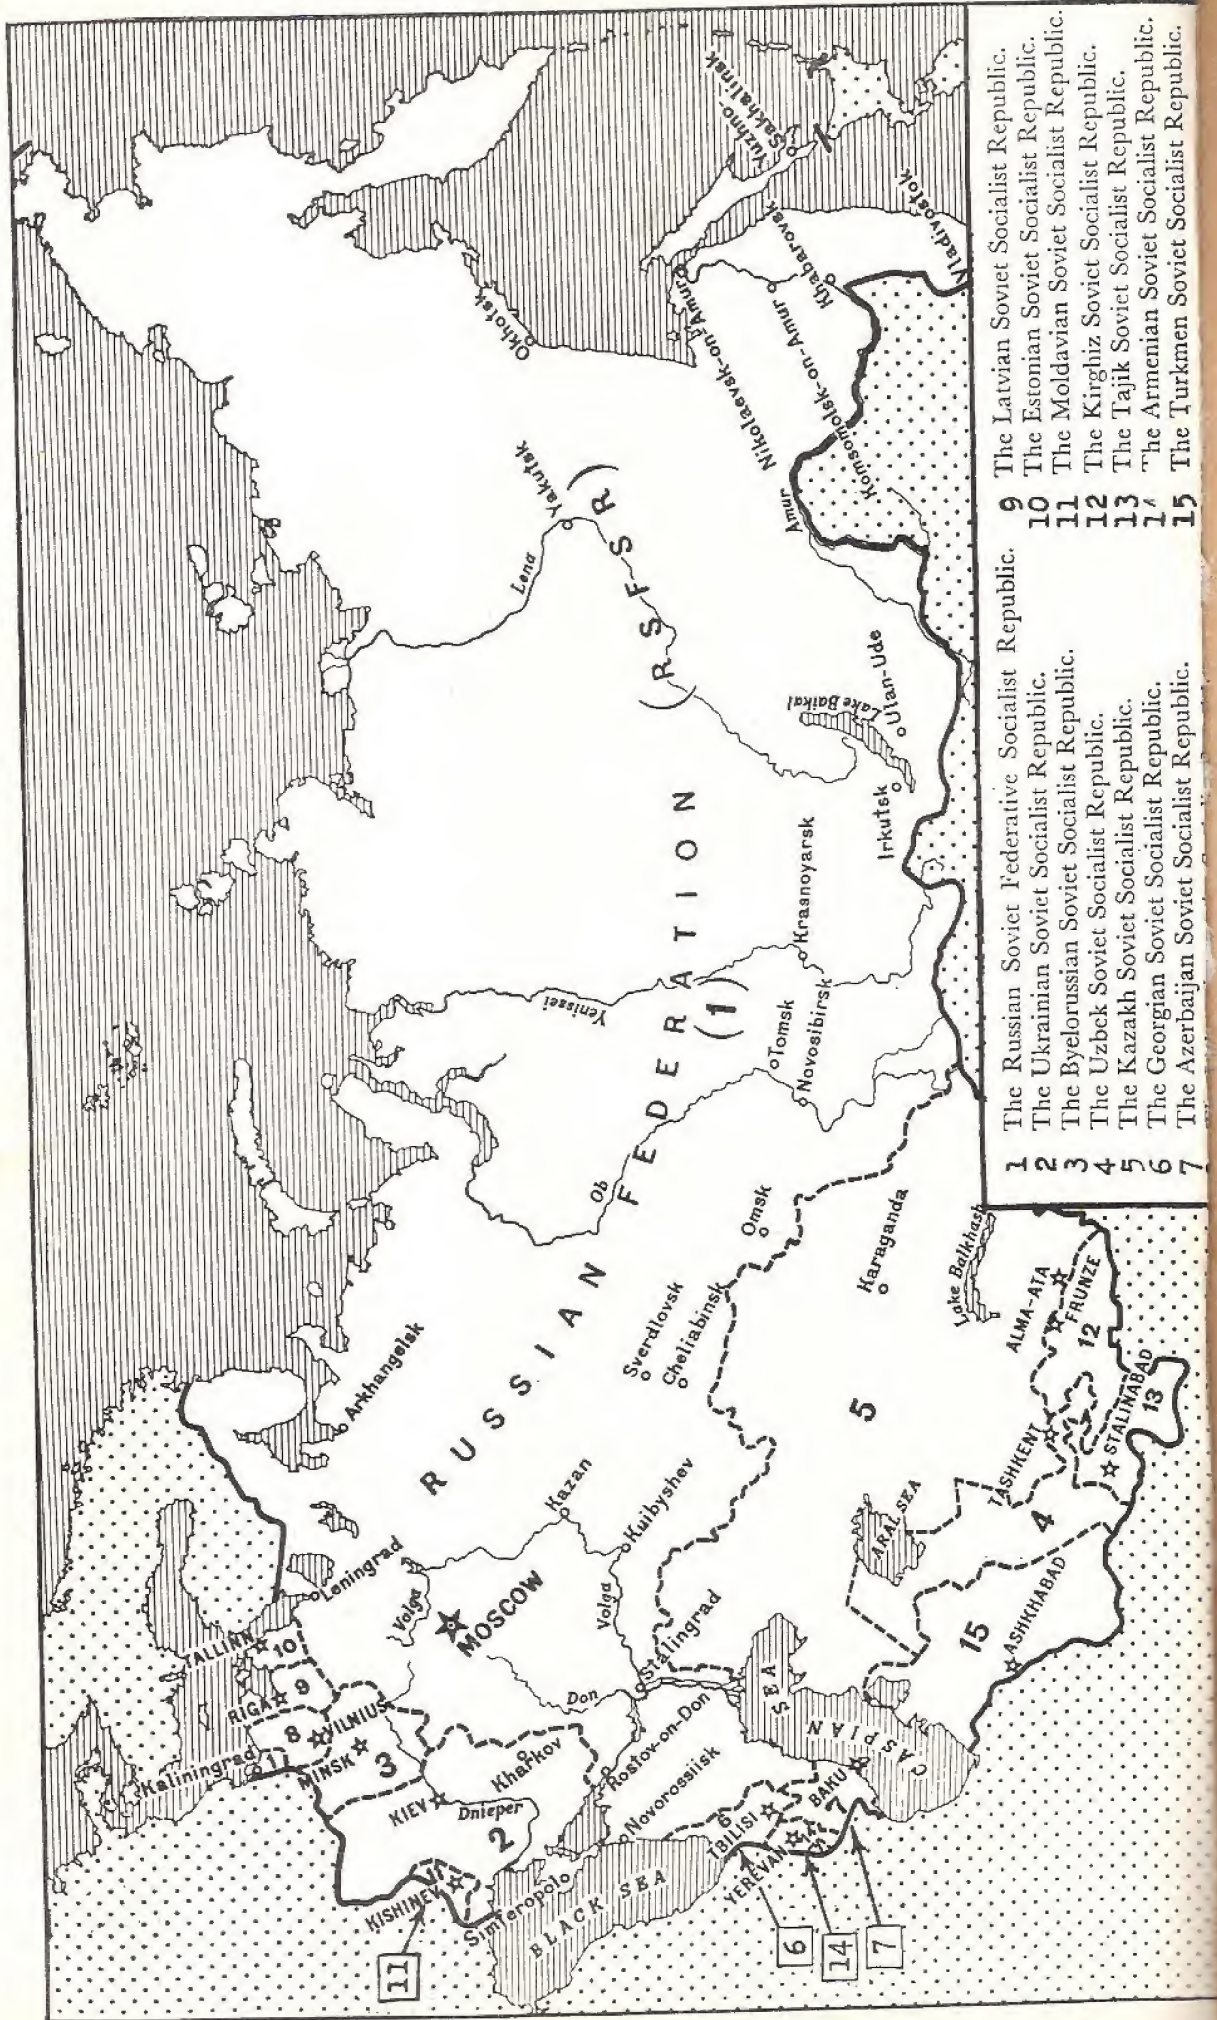 RUSSIAN FEDERATION
(1)
(R S F S R)
5
Arkhangelsk
Leningrad
TALLINN
10
RIGA
9
8
VILNIUS
Kaliningrad
1
MINSK
3
MOSCOW
Volga
Kazan
Kuibyshev
Volga
Stalingrad
Don
Kharkov
KIEV
Dnieper
2
KISHINEV
11
Simferopolo
BLACK SEA
Rostov-on-Don
Novorossiisk
6
TBILISI
YEREVAN
14
BAKU
7
6
14
7
CASPIAN SEA
ARAL SEA
15
ASHKHABAD
4
TASHKENT
STALINABAD
13
12
FRUNZE
ALMA-ATA
Lake Balkhash
Karaganda
Sverdlovsk
Cheliabinsk
Omsk
Ob
Tomsk
Novosibirsk
Yenissei
Krasnoyarsk
Irkutsk
Lake Baikal
Ulan-Ude
Lena
Yakutsk
Okhotsk
Amur
Nikolaevsk-on-Amur
Komsomolsk-on-Amur
Khabarovsk
Yuzhno-
Sakhalinsk
Vladivostok
1 The Russian Soviet Federative Socialist Republic.
2 The Ukrainian Soviet Socialist Republic.
3 The Byelorussian Soviet Socialist Republic.
4 The Uzbek Soviet Socialist Republic.
5 The Kazakh Soviet Socialist Republic.
6 The Georgian Soviet Socialist Republic.
7 The Azerbaijan Soviet Socialist Republic.
9 The Latvian Soviet Socialist Republic.
10 The Estonian Soviet Socialist Republic.
11 The Moldavian Soviet Socialist Republic.
12 The Kirghiz Soviet Socialist Republic.
13 The Tajik Soviet Socialist Republic.
The Armenian Soviet Socialist Republic.
15 The Turkmen Soviet Socialist Republic.